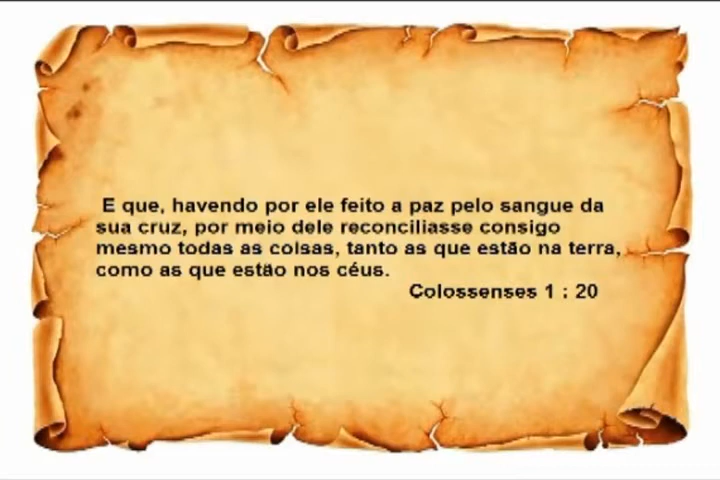 E que, havendo por ele feito a paz pelo sangue da
sua cruz, por meio dele reconciliasse consigo
mesmo todas as coisas, tanto as que estão na terra,
como as que estão nos céus.
Colossenses 1 : 20